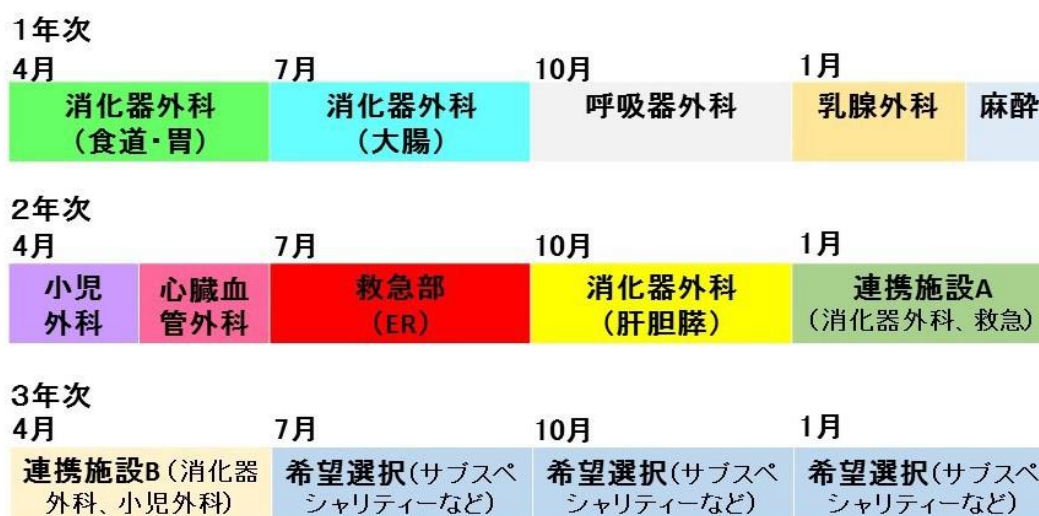 1年次
4月 7月 10月 1月
消化器外科 消化器外科 呼吸器外科 乳腺外科 麻酔
（食道・胃） （大腸）
2年次
4月 7月 10月 1月
小児 心臓血 救急部 消化器外科 連携施設A
外科 管外科 （ER） （肝胆膵） （消化器外科、救急）
3年次
4月 7月 10月 1月
連携施設B（消化器 希望選択（サブスペ 希望選択（サブスペ 希望選択（サブスペ
外科、小児外科） シャリティーなど） シャリティーなど） シャリティーなど）